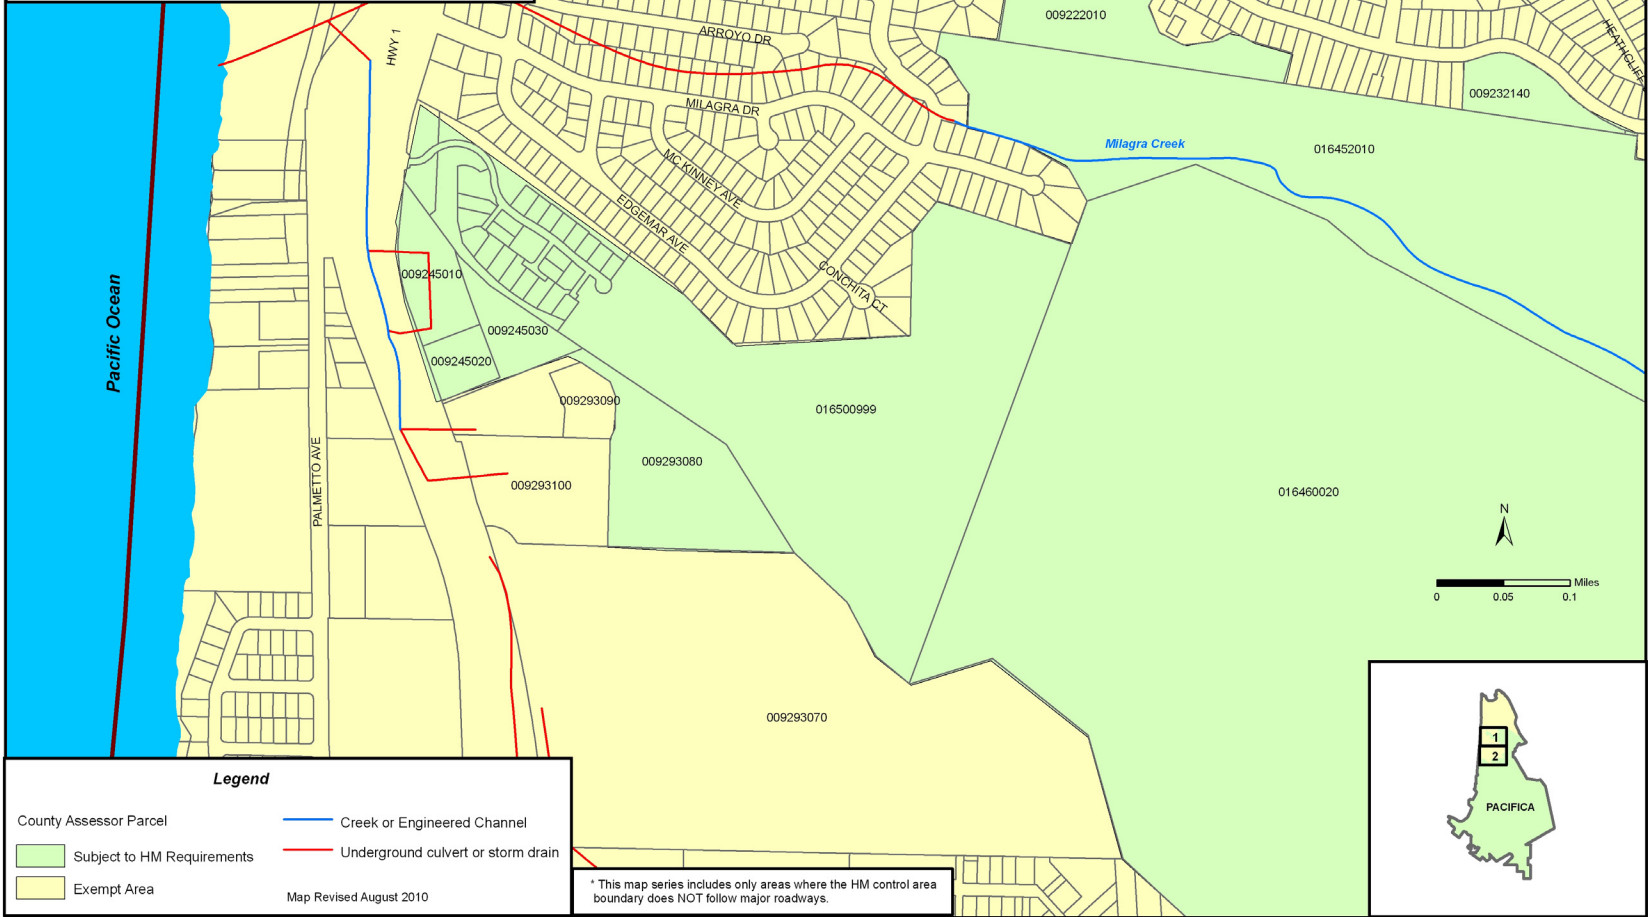 009222010
HWY 1
ARROYO DR
HEATHCLIFF
009232140
MILAGRA DR
Milagra Creek
016452010
MC KINNEY AVE
EDGEMAR AVE
CONCHITA CT
009245010
Pacific Ocean
009245030
009245020
009293090
016500999
PALMETTO AVE
009293080
009293100
016460020
N
Miles
0 0.05 0.1
009293070
1
2
PACIFICA
Legend
County Assessor Parcel
Subject to HM Requirements
Exempt Area
Creek or Engineered Channel
Underground culvert or storm drain
Map Revised August 2010
* This map series includes only areas where the HM control area
boundary does NOT follow major roadways.